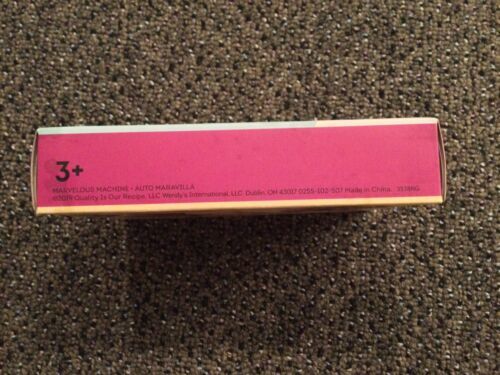 3+
MARVELOUS MACHINE • AUTO MARAVILLA
©2019 Quality Is Our Recipe, LLC Wendy's International, LLC Dublin, OH 43017 0255-102-507 Made in China.